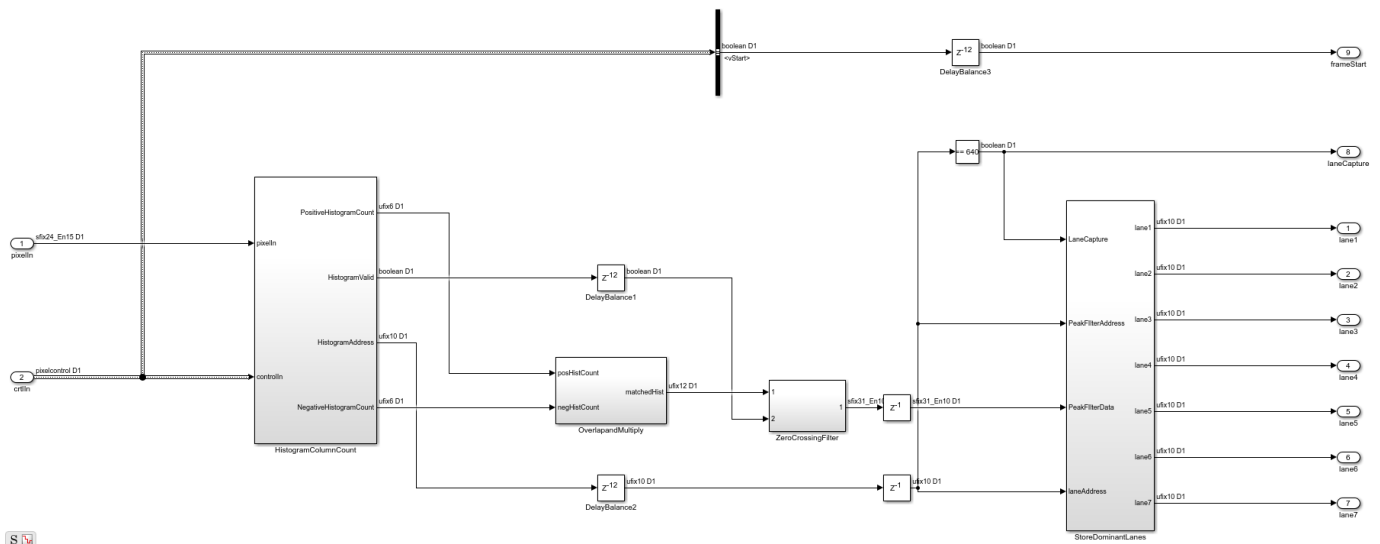 boolean D1
<vStart>
z-12
DelayBalance3
boolean D1
9
frameStart
== 640
boolean D1
8
laneCapture
1
pixelIn
sfix24_En15 D1
2
crtlIn
pixelcontrol D1
pixelIn
controlIn
PositiveHistogramCount
HistogramValid
HistogramAddress
NegativeHistogramCount
HistogramColumnCount
ufix6 D1
boolean D1
ufix10 D1
ufix6 D1
z-12
DelayBalance1
boolean D1
posHistCount
negHistCount
matchedHist
OverlapandMultiply
ufix12 D1
z-12
DelayBalance2
ufix10 D1
1
2
1
ZeroCrossingFilter
sfix31_En10
z-1
sfix31_En10 D1
z-1
ufix10 D1
LaneCapture
PeakFIlterAddress
PeakFIlterData
laneAddress
lane1
lane2
lane3
lane4
lane5
lane6
lane7
StoreDominantLanes
ufix10 D1
1
lane1
ufix10 D1
2
lane2
ufix10 D1
3
lane3
ufix10 D1
4
lane4
ufix10 D1
5
lane5
ufix10 D1
6
lane6
ufix10 D1
7
lane7
S